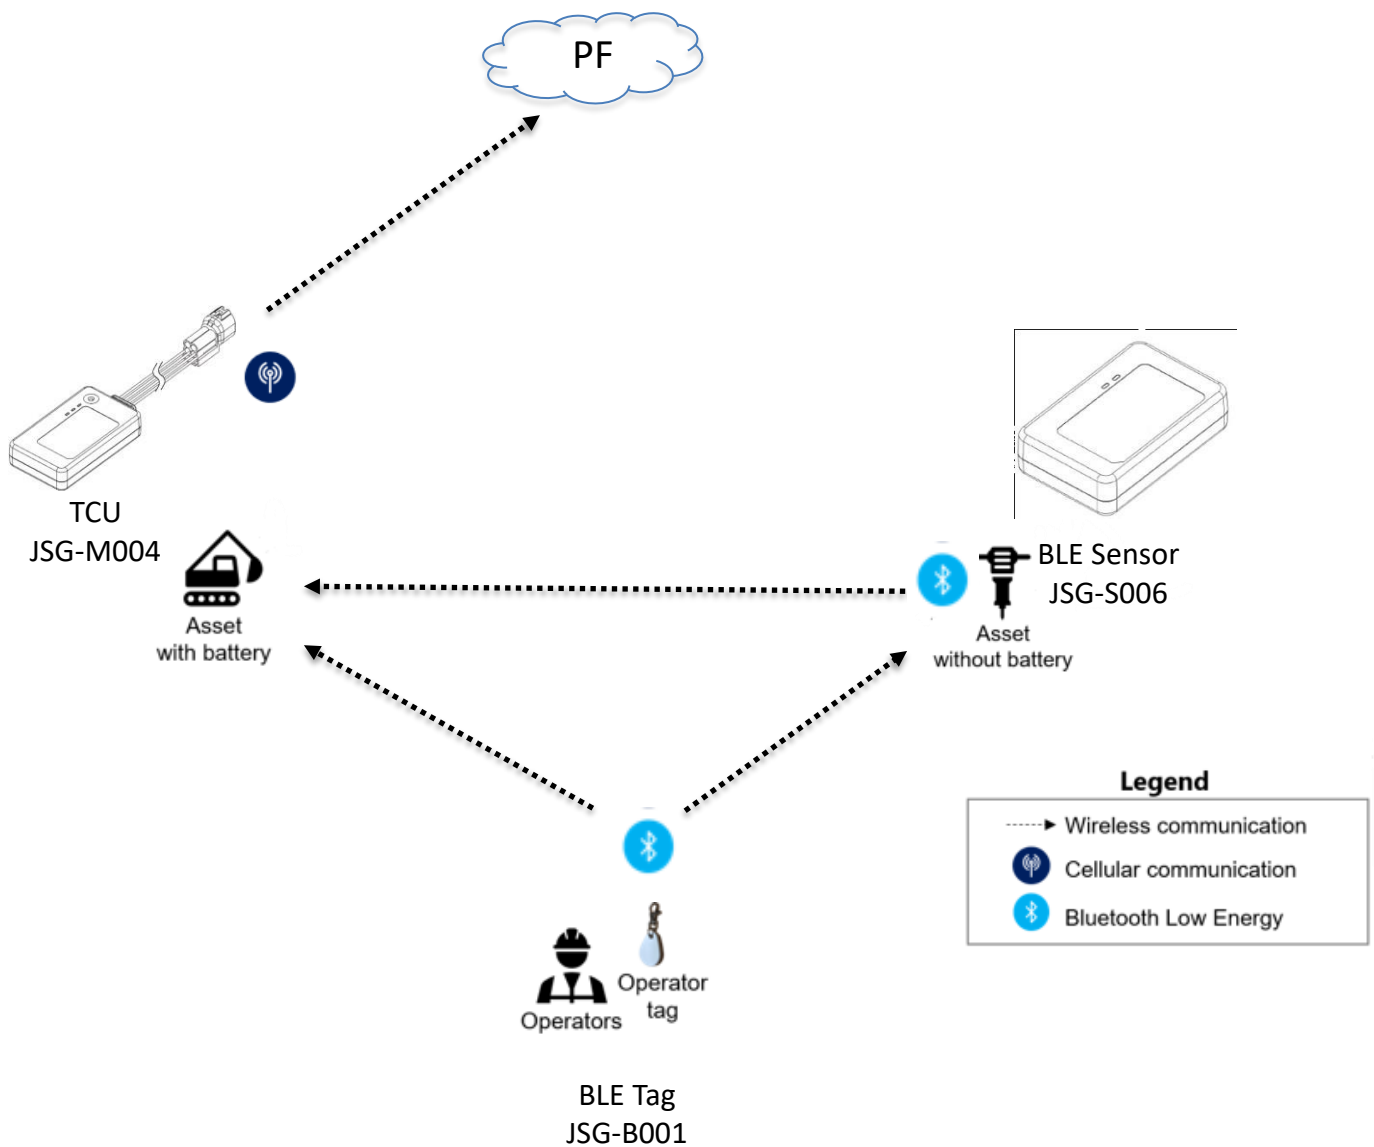 PF
TCU
JSG-M004
Asset
with battery
BLE Sensor
JSG-S006
Asset
without battery
Legend
Wireless communication
Cellular communication
Bluetooth Low Energy
Operator
tag
Operators
BLE Tag
JSG-B001